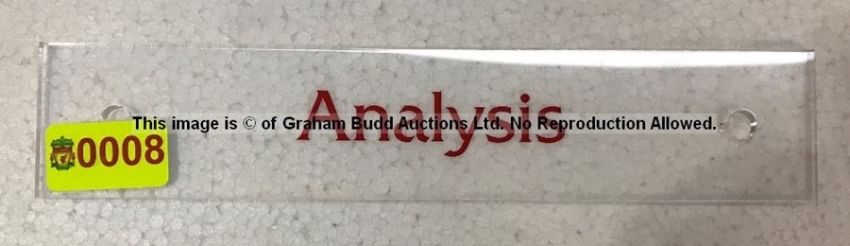 Analysis
This image is © of Graham Budd Auctions Ltd. No Reproduction Allowed.
0008